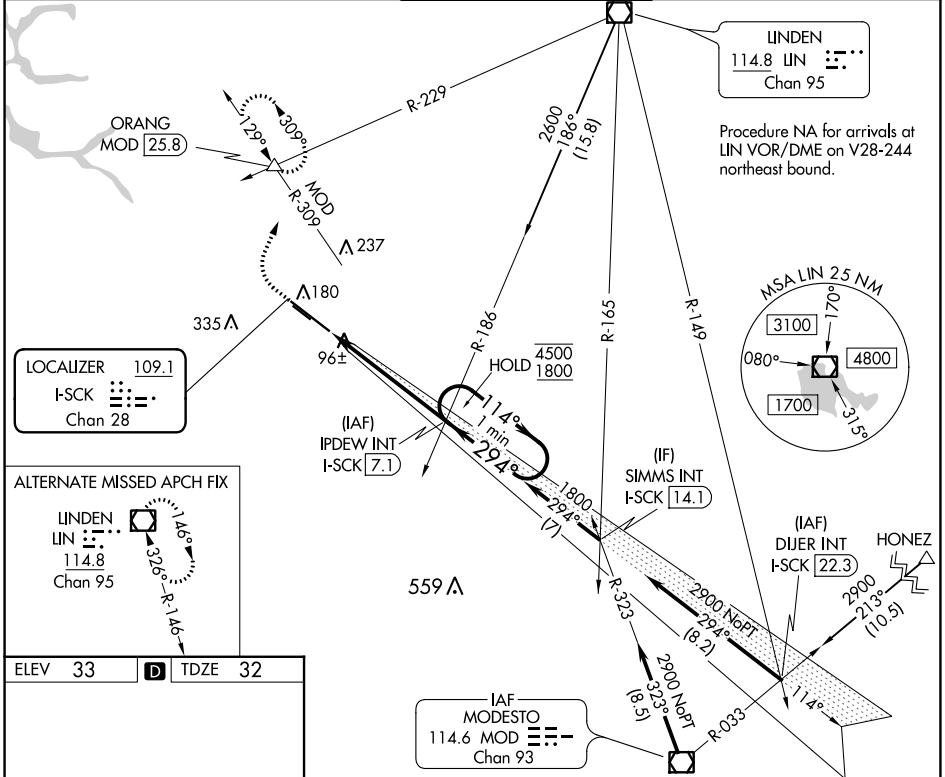 LINDEN
114.8 LIN
Chan 95
Procedure NA for arrivals at
LIN VOR/DME on V28-244
northeast bound.
R-229
2600
186°
(15.8)
ORANG
MOD 25.8
129°
309°
MOD
R-309
237
180
335
96±
R-186
R-165
R-149
MSA LIN 25 NM
3100
170°
080°
4800
1700
315°
LOCALIZER 109.1
I-SCK
Chan 28
HOLD 4500
1800
114°
1 min
294°
(IAF)
IPDEW INT
I-SCK 7.1
(IF)
SIMMS INT
I-SCK 14.1
1800
294°
(7)
(IAF)
DIJER INT
I-SCK 22.3
HONEZ
2900
213°
(10.5)
ALTERNATE MISSED APCH FIX
LINDEN
LIN
114.8
Chan 95
146°
326°
R-146
559
R-323
2900 NoPT
294°
(8.2)
114°
2900 NoPT
323°
(8.5)
R-033
ELEV 33
D
TDZE 32
IAF
MODESTO
114.6 MOD
Chan 93